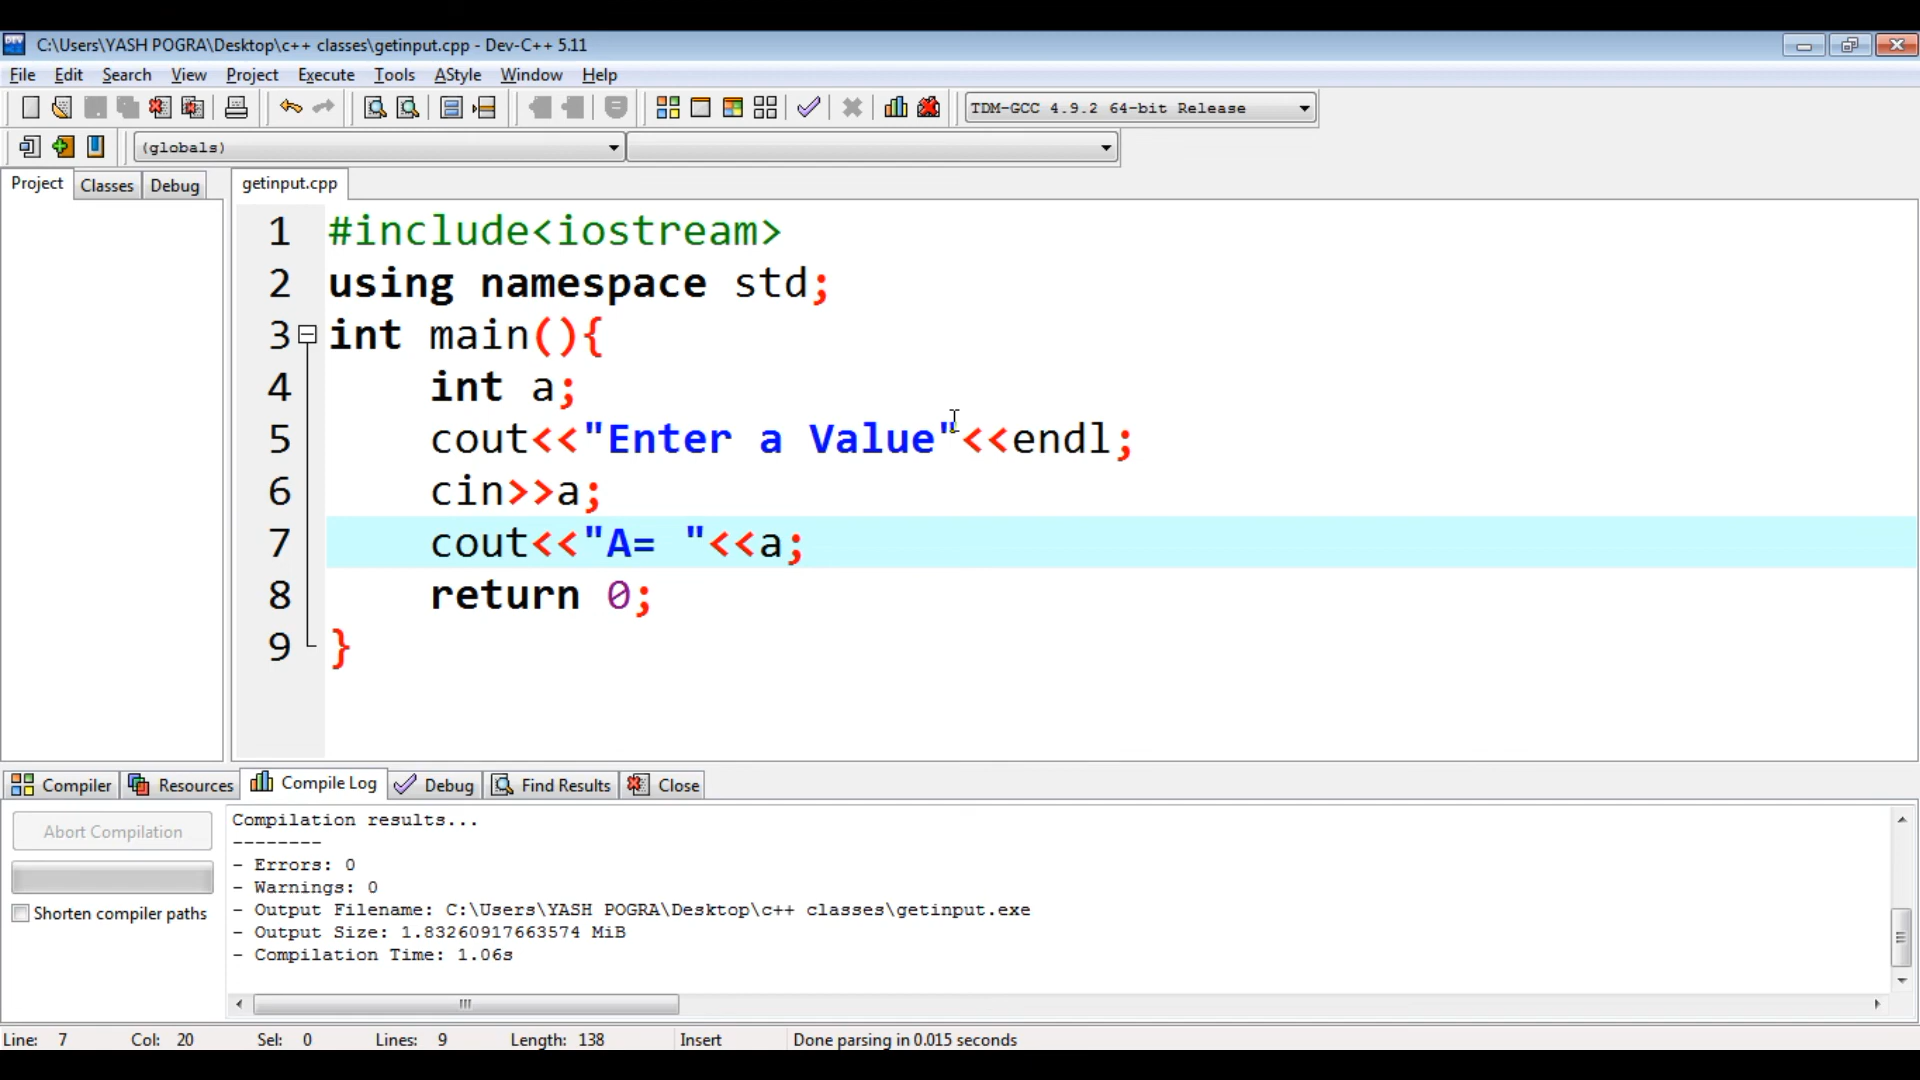 C:\Users\YASH POGRA\Desktop\c++ classes\getinput.cpp - Dev-C++ 5.11
File Edit Search View Project Execute Tools AStyle Window Help
TDM-GCC 4.9.2 64-bit Release
(globals)
Project Classes Debug getinput.cpp
1 #include<iostream>
2 using namespace std;
3 int main(){
4 int a;
5 cout<<"Enter a Value"<<endl;
6 cin>>a;
7 cout<<"A= "<<a;
8 return 0;
9 }
Compiler Resources Compile Log Debug Find Results Close
Abort Compilation
Shorten compiler paths
Compilation results...
--------
- Errors: 0
- Warnings: 0
- Output Filename: C:\Users\YASH POGRA\Desktop\c++ classes\getinput.exe
- Output Size: 1.83260917663574 MiB
- Compilation Time: 1.06s
Line: 7 Col: 20 Sel: 0 Lines: 9 Length: 138 Insert Done parsing in 0.015 seconds